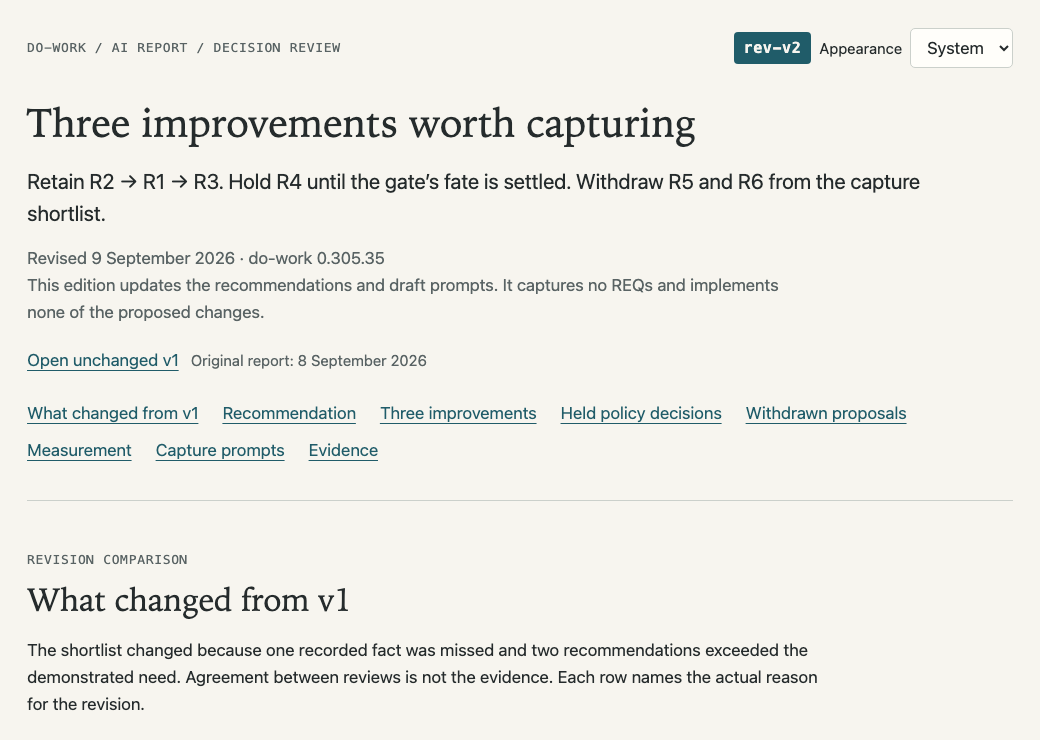 DO-WORK / AI REPORT / DECISION REVIEW
rev-v2 Appearance System
Three improvements worth capturing
Retain R2 → R1 → R3. Hold R4 until the gate’s fate is settled. Withdraw R5 and R6 from the capture
shortlist.
Revised 9 September 2026 · do-work 0.305.35
This edition updates the recommendations and draft prompts. It captures no REQs and implements
none of the proposed changes.
Open unchanged v1 Original report: 8 September 2026
What changed from v1 Recommendation Three improvements Held policy decisions Withdrawn proposals
Measurement Capture prompts Evidence
REVISION COMPARISON
What changed from v1
The shortlist changed because one recorded fact was missed and two recommendations exceeded the
demonstrated need. Agreement between reviews is not the evidence. Each row names the actual reason
for the revision.